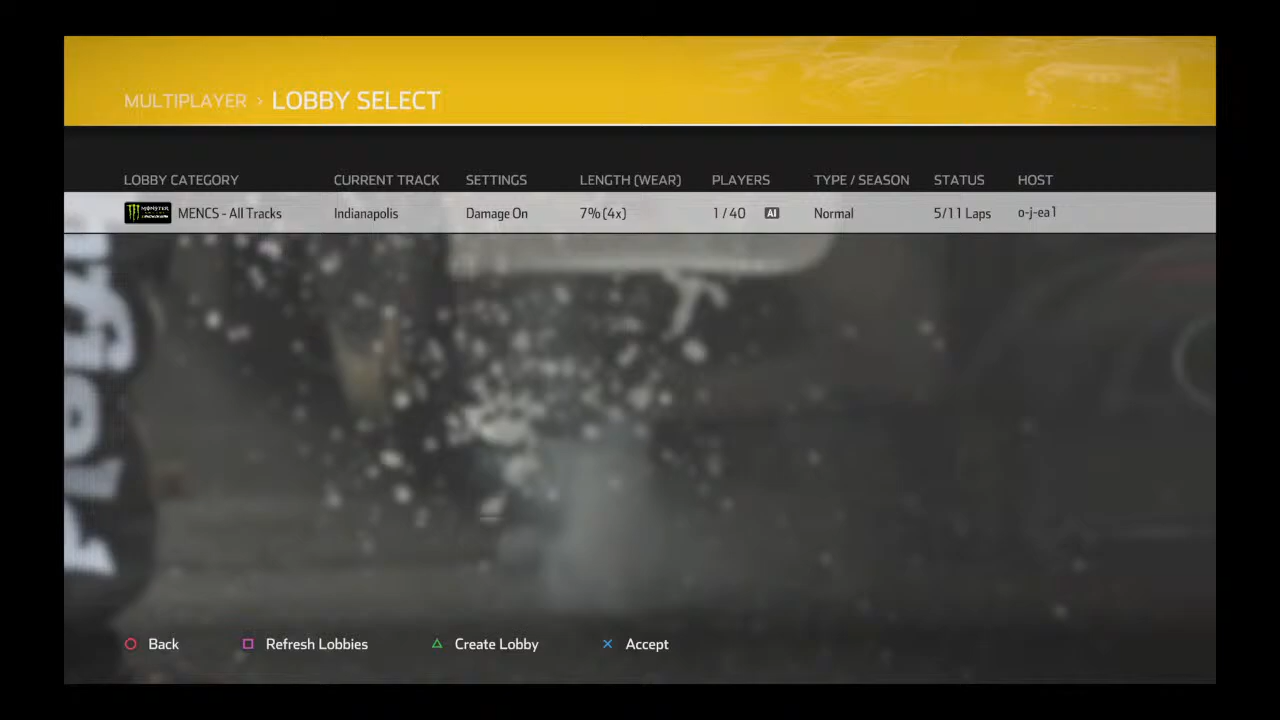 MULTIPLAYER › LOBBY SELECT
LOBBY CATEGORY CURRENT TRACK SETTINGS LENGTH (WEAR) PLAYERS TYPE / SEASON STATUS HOST
MONSTER MENCS - All Tracks Indianapolis Damage On 7% (4x) 1 / 40 AI Normal 5/11 Laps o-j-ea1
Back Refresh Lobbies Create Lobby Accept